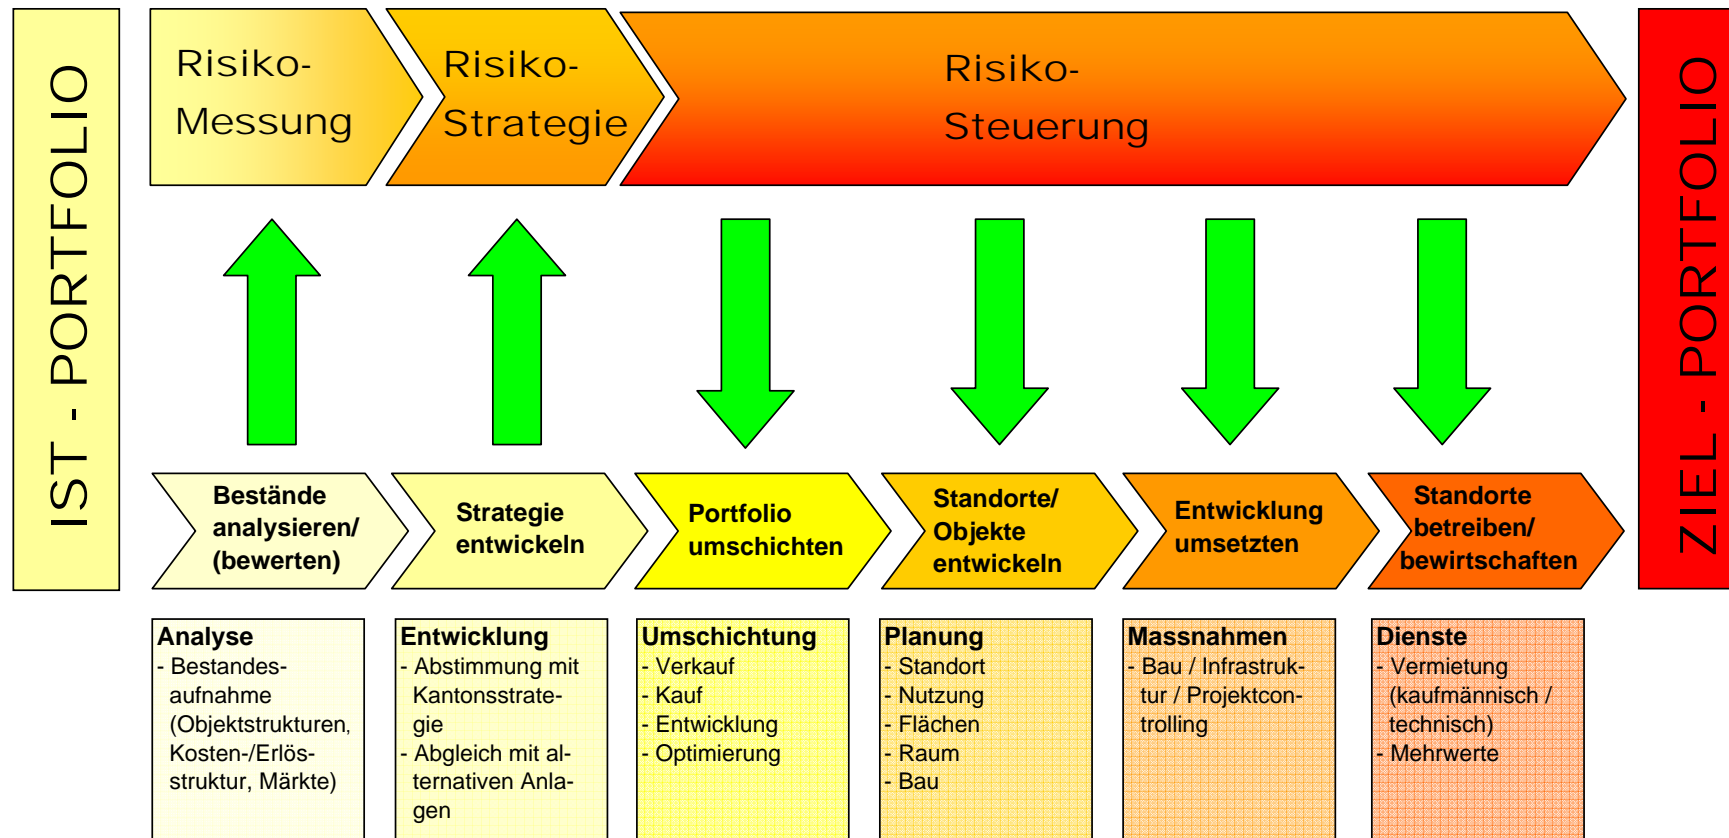 IST - PORTFOLIO
Risiko-
Messung
Risiko-
Strategie
Risiko-
Steuerung
ZIEL - PORTFOLIO
Bestände
analysieren/
(bewerten)
Strategie
entwickeln
Portfolio
umschichten
Standorte/
Objekte
entwickeln
Entwicklung
umsetzten
Standorte
betreiben/
bewirtschaften
Analyse
- Bestandes-
aufnahme
(Objektstrukturen,
Kosten-/Erlös-
struktur, Märkte)
Entwicklung
- Abstimmung mit
Kantonsstrate-
gie
- Abgleich mit al-
ternativen Anla-
gen
Umschichtung
- Verkauf
- Kauf
- Entwicklung
- Optimierung
Planung
- Standort
- Nutzung
- Flächen
- Raum
- Bau
Massnahmen
- Bau / Infrastruk-
tur / Projektcon-
trolling
Dienste
- Vermietung
(kaufmännisch /
technisch)
- Mehrwerte